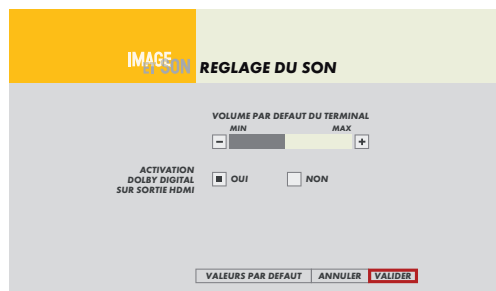 IMAGE
ET SON
REGLAGE DU SON
VOLUME PAR DEFAUT DU TERMINAL
MIN MAX
- +
ACTIVATION
DOLBY DIGITAL
SUR SORTIE HDMI
OUI NON
VALEURS PAR DEFAUT ANNULER VALIDER